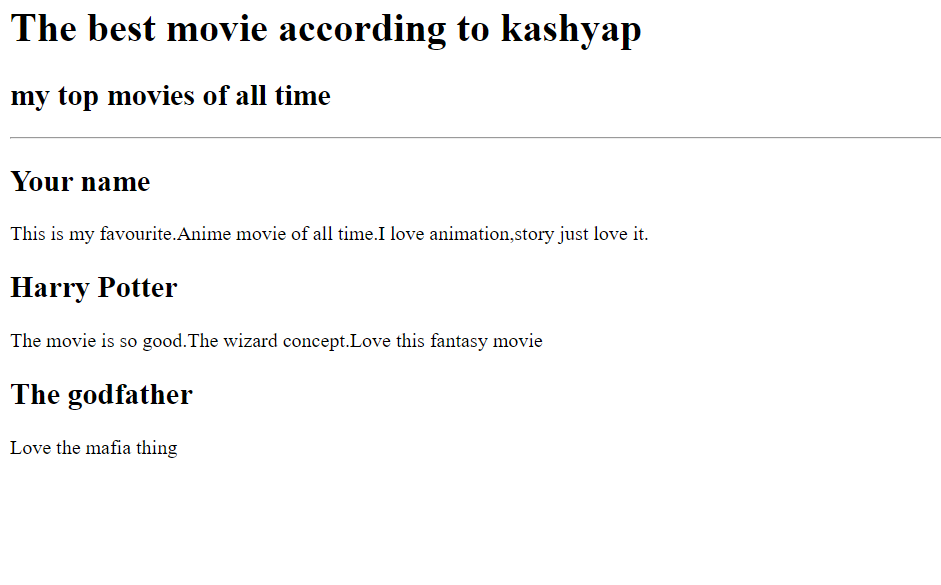 The best movie according to kashyap
my top movies of all time
Your name
This is my favourite.Anime movie of all time.I love animation,story just love it.
Harry Potter
The movie is so good.The wizard concept.Love this fantasy movie
The godfather
Love the mafia thing